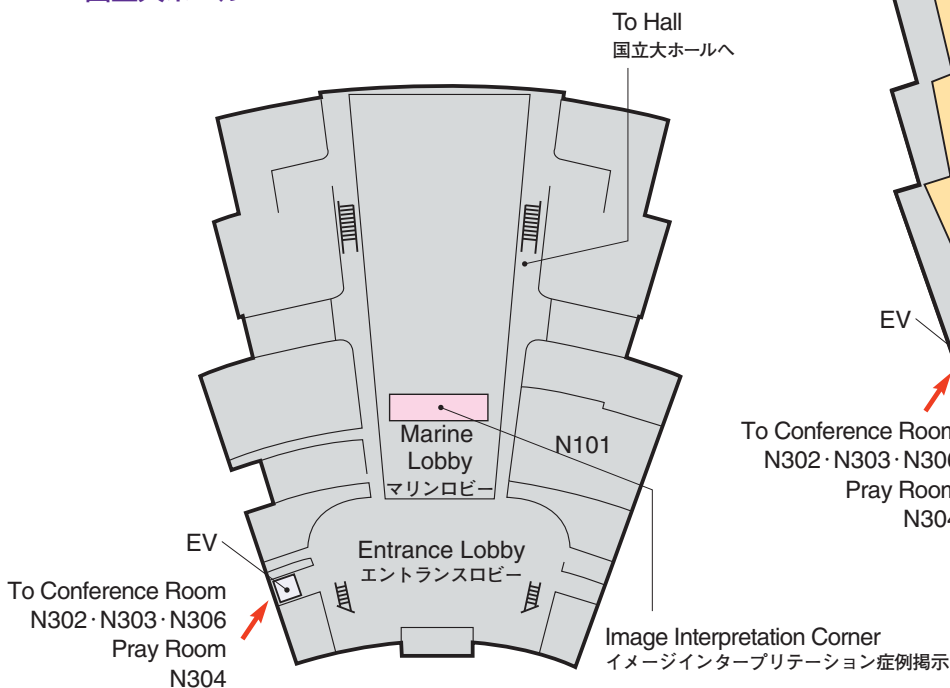 To Hall
国立大ホールへ
Marine
Lobby
マリンロビー
N101
EV
Entrance Lobby
エントランスロビー
To Conference Room
N302・N303・N306
Pray Room
N304
Image Interpretation Corner
イメージインタープリテーション症例掲示
EV
To Conference Room
N302・N303・N306
Pray Room
N304